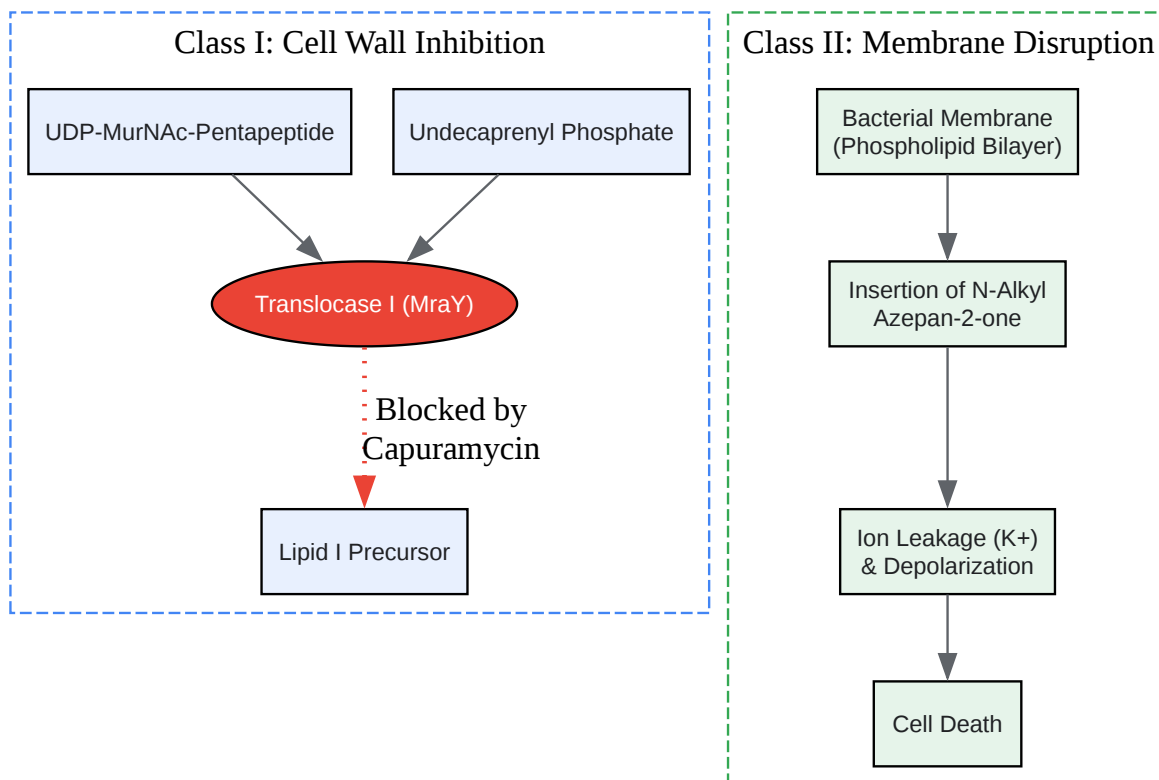 Class I: Cell Wall Inhibition
UDP-MurNAc-Pentapeptide
Undecaprenyl Phosphate
Translocase I (MraY)
Blocked by
Capuramycin
Lipid I Precursor
Class II: Membrane Disruption
Bacterial Membrane
(Phospholipid Bilayer)
Insertion of N-Alkyl
Azepan-2-one
Ion Leakage (K+)
& Depolarization
Cell Death